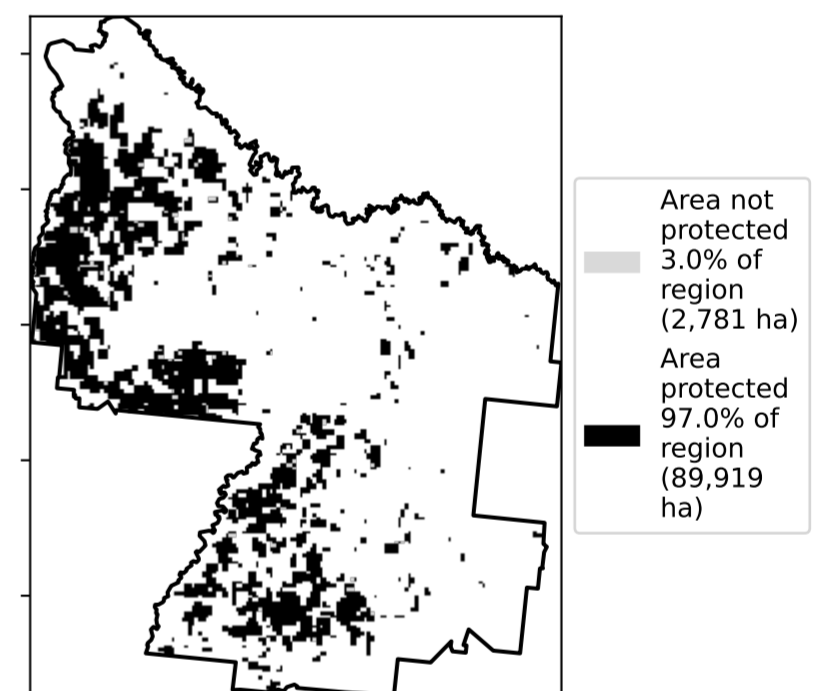 Area not
protected
3.0% of
region
(2,781 ha)
Area
protected
97.0% of
region
(89,919
ha)